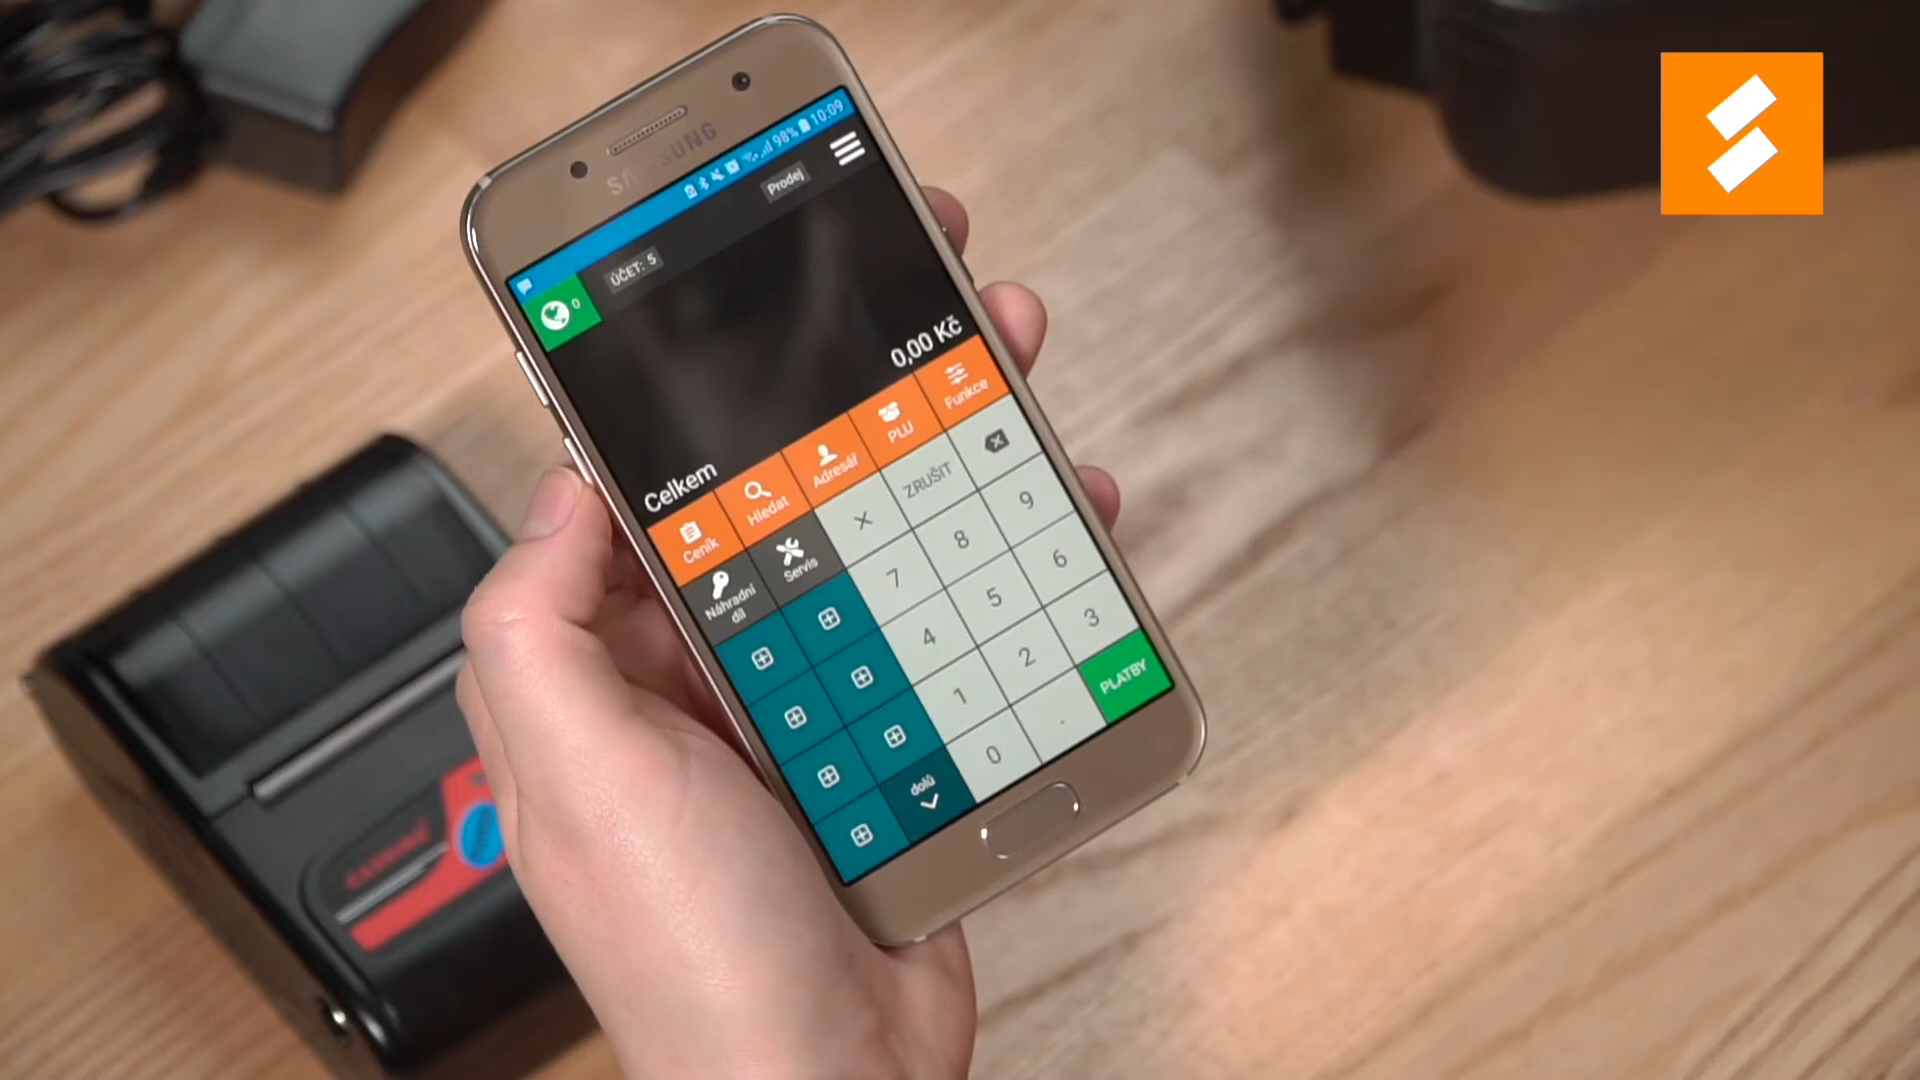 SAMSUNG
98% 10:09
Prodej
ÚČET: 5
0
0,00 Kč
Celkem
Ceník
Hledat
Adresář
PLU
Funkce
Náhradní
díl
Servis
ZRUŠIT
7
8
9
4
5
6
1
2
3
0
.
PLATBY
dolů